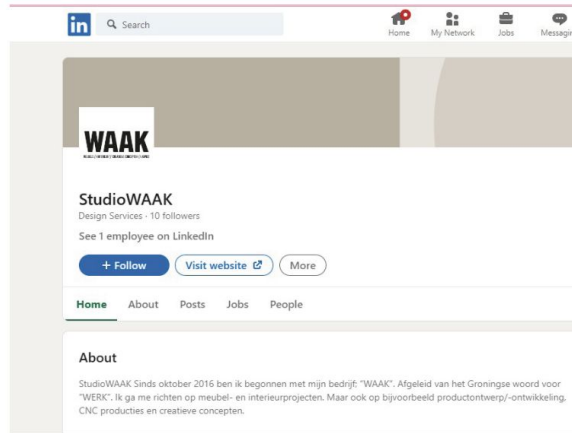 in
Search
Home My Network Jobs Messagin
WAAK
StudioWAAK
Design Services · 10 followers
See 1 employee on LinkedIn
+ Follow Visit website More
Home About Posts Jobs People
About
StudioWAAK Sinds oktober 2016 ben ik begonnen met mijn bedrijf: "WAAK". Afgeleid van het Groningse woord voor
"WERK". Ik ga me richten op meubel- en interieurprojecten. Maar ook op bijvoorbeeld productontwerp/-ontwikkeling,
CNC producties en creatieve concepten.